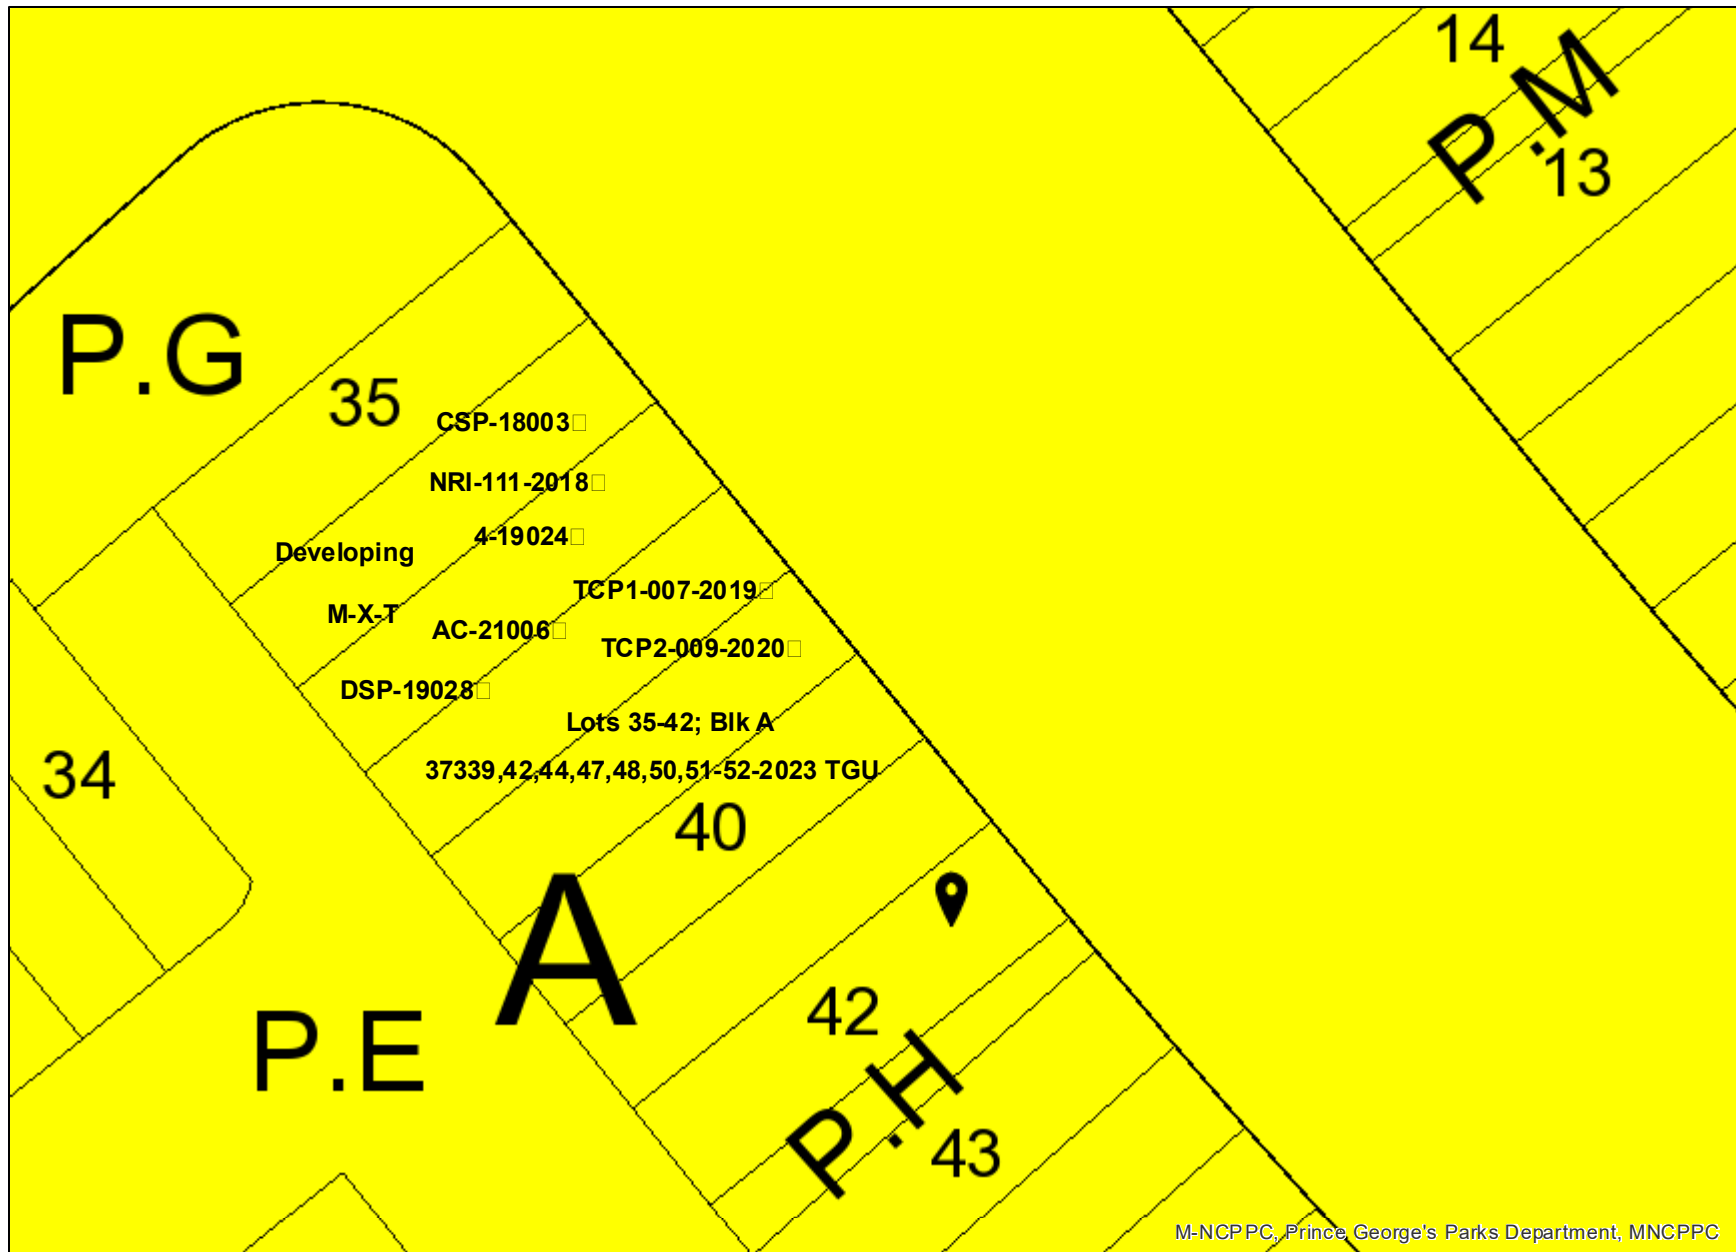 14
P.M
13
P.G
35
CSP-18003
NRI-111-2018
4-19024
Developing
TCP1-007-2019
M-X-T
AC-21006
TCP2-009-2020
DSP-19028
Lots 35-42; Blk A
34
37339,42,44,47,48,50,51-52-2023 TGU
40
A
42
P.E
P.H
43
M-NCPPC, Prince George's Parks Department, MNCPPC